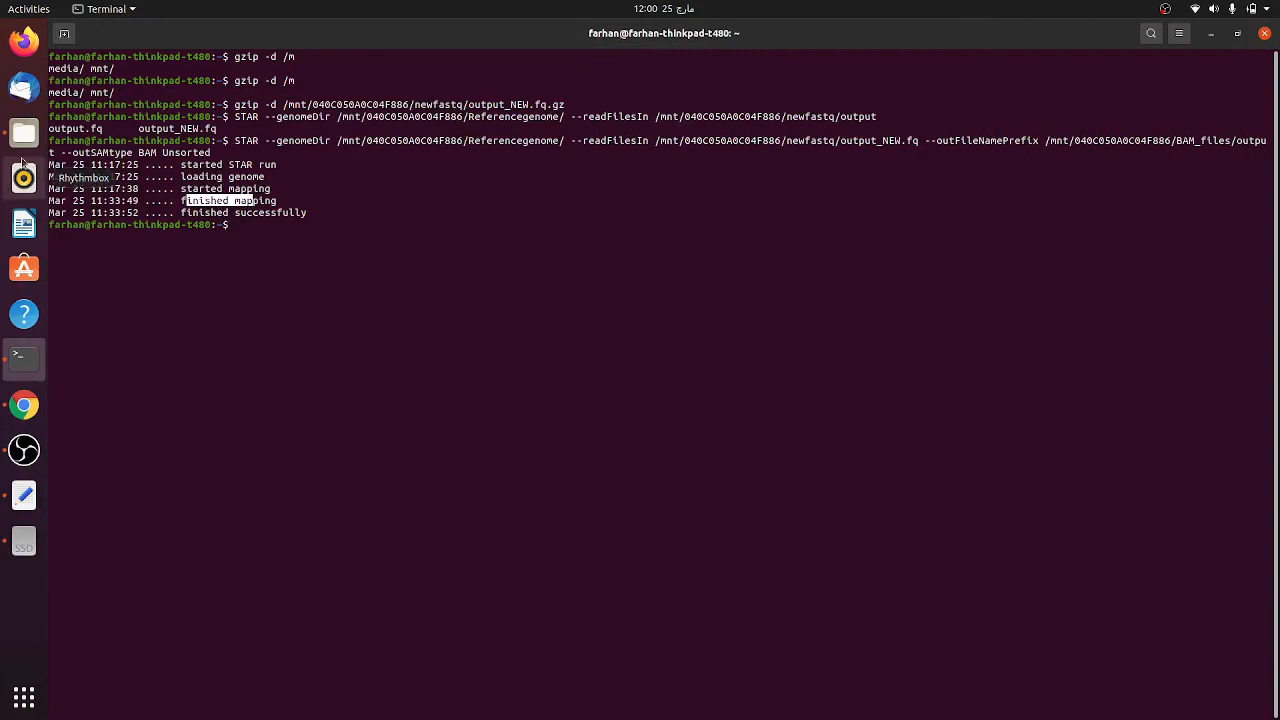 Activities
Terminal
12:00 25 مارچ
farhan@farhan-thinkpad-t480: ~
farhan@farhan-thinkpad-t480:~$ gzip -d /m
media/ mnt/
farhan@farhan-thinkpad-t480:~$ gzip -d /m
media/ mnt/
farhan@farhan-thinkpad-t480:~$ gzip -d /mnt/040C050A0C04F886/newfastq/output_NEW.fq.gz
farhan@farhan-thinkpad-t480:~$ STAR --genomeDir /mnt/040C050A0C04F886/Referencegenome/ --readFilesIn /mnt/040C050A0C04F886/newfastq/output
output.fq output_NEW.fq
farhan@farhan-thinkpad-t480:~$ STAR --genomeDir /mnt/040C050A0C04F886/Referencegenome/ --readFilesIn /mnt/040C050A0C04F886/newfastq/output_NEW.fq --outFileNamePrefix /mnt/040C050A0C04F886/BAM_files/outpu
t --outSAMtype BAM Unsorted
Mar 25 11:17:25 ..... started STAR run
M 7:25 ..... loading genome
Rhythmbox
Mar 25 11:17:38 ..... started mapping
Mar 25 11:33:49 ..... finished mapping
Mar 25 11:33:52 ..... finished successfully
farhan@farhan-thinkpad-t480:~$
SSD